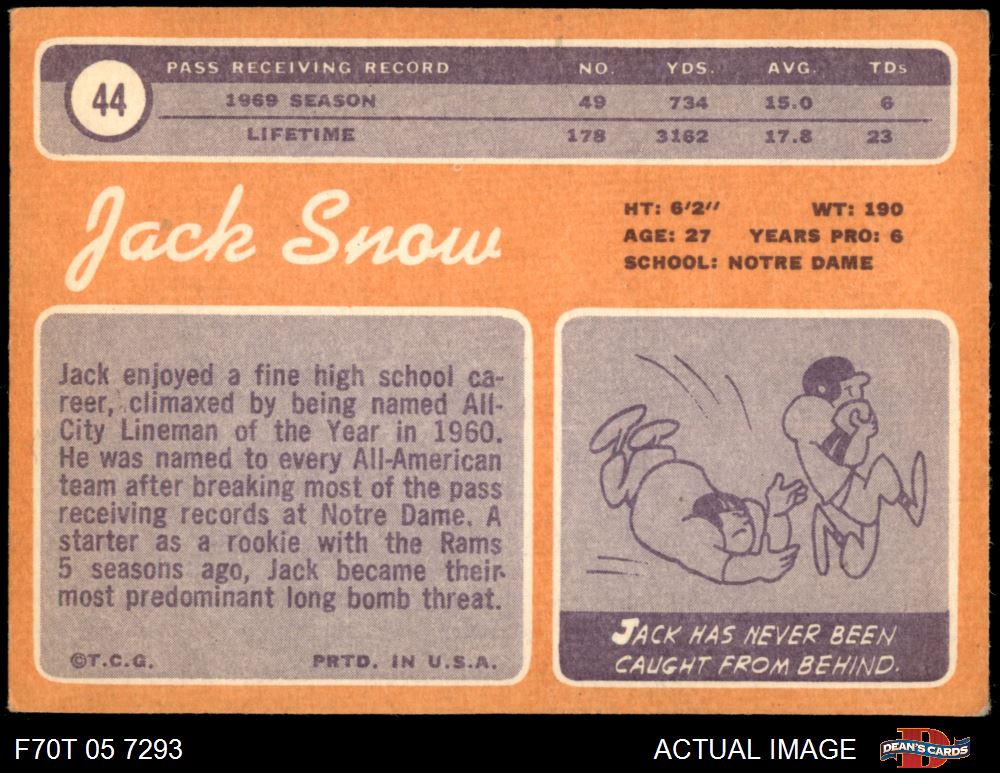 44
PASS RECEIVING RECORD NO. YDS. AVG. TDs
1969 SEASON 49 734 15.0 6
LIFETIME 178 3162 17.8 23
Jack Snow
HT: 6'2" WT: 190
AGE: 27 YEARS PRO: 6
SCHOOL: NOTRE DAME
Jack enjoyed a fine high school ca-
reer, climaxed by being named All-
City Lineman of the Year in 1960.
He was named to every All-American
team after breaking most of the pass
receiving records at Notre Dame. A
starter as a rookie with the Rams
5 seasons ago, Jack became their
most predominant long bomb threat.
©T.C.G. PRTD. IN U.S.A.
JACK HAS NEVER BEEN
CAUGHT FROM BEHIND.
F70T 05 7293 ACTUAL IMAGE D DEAN'S CARDS